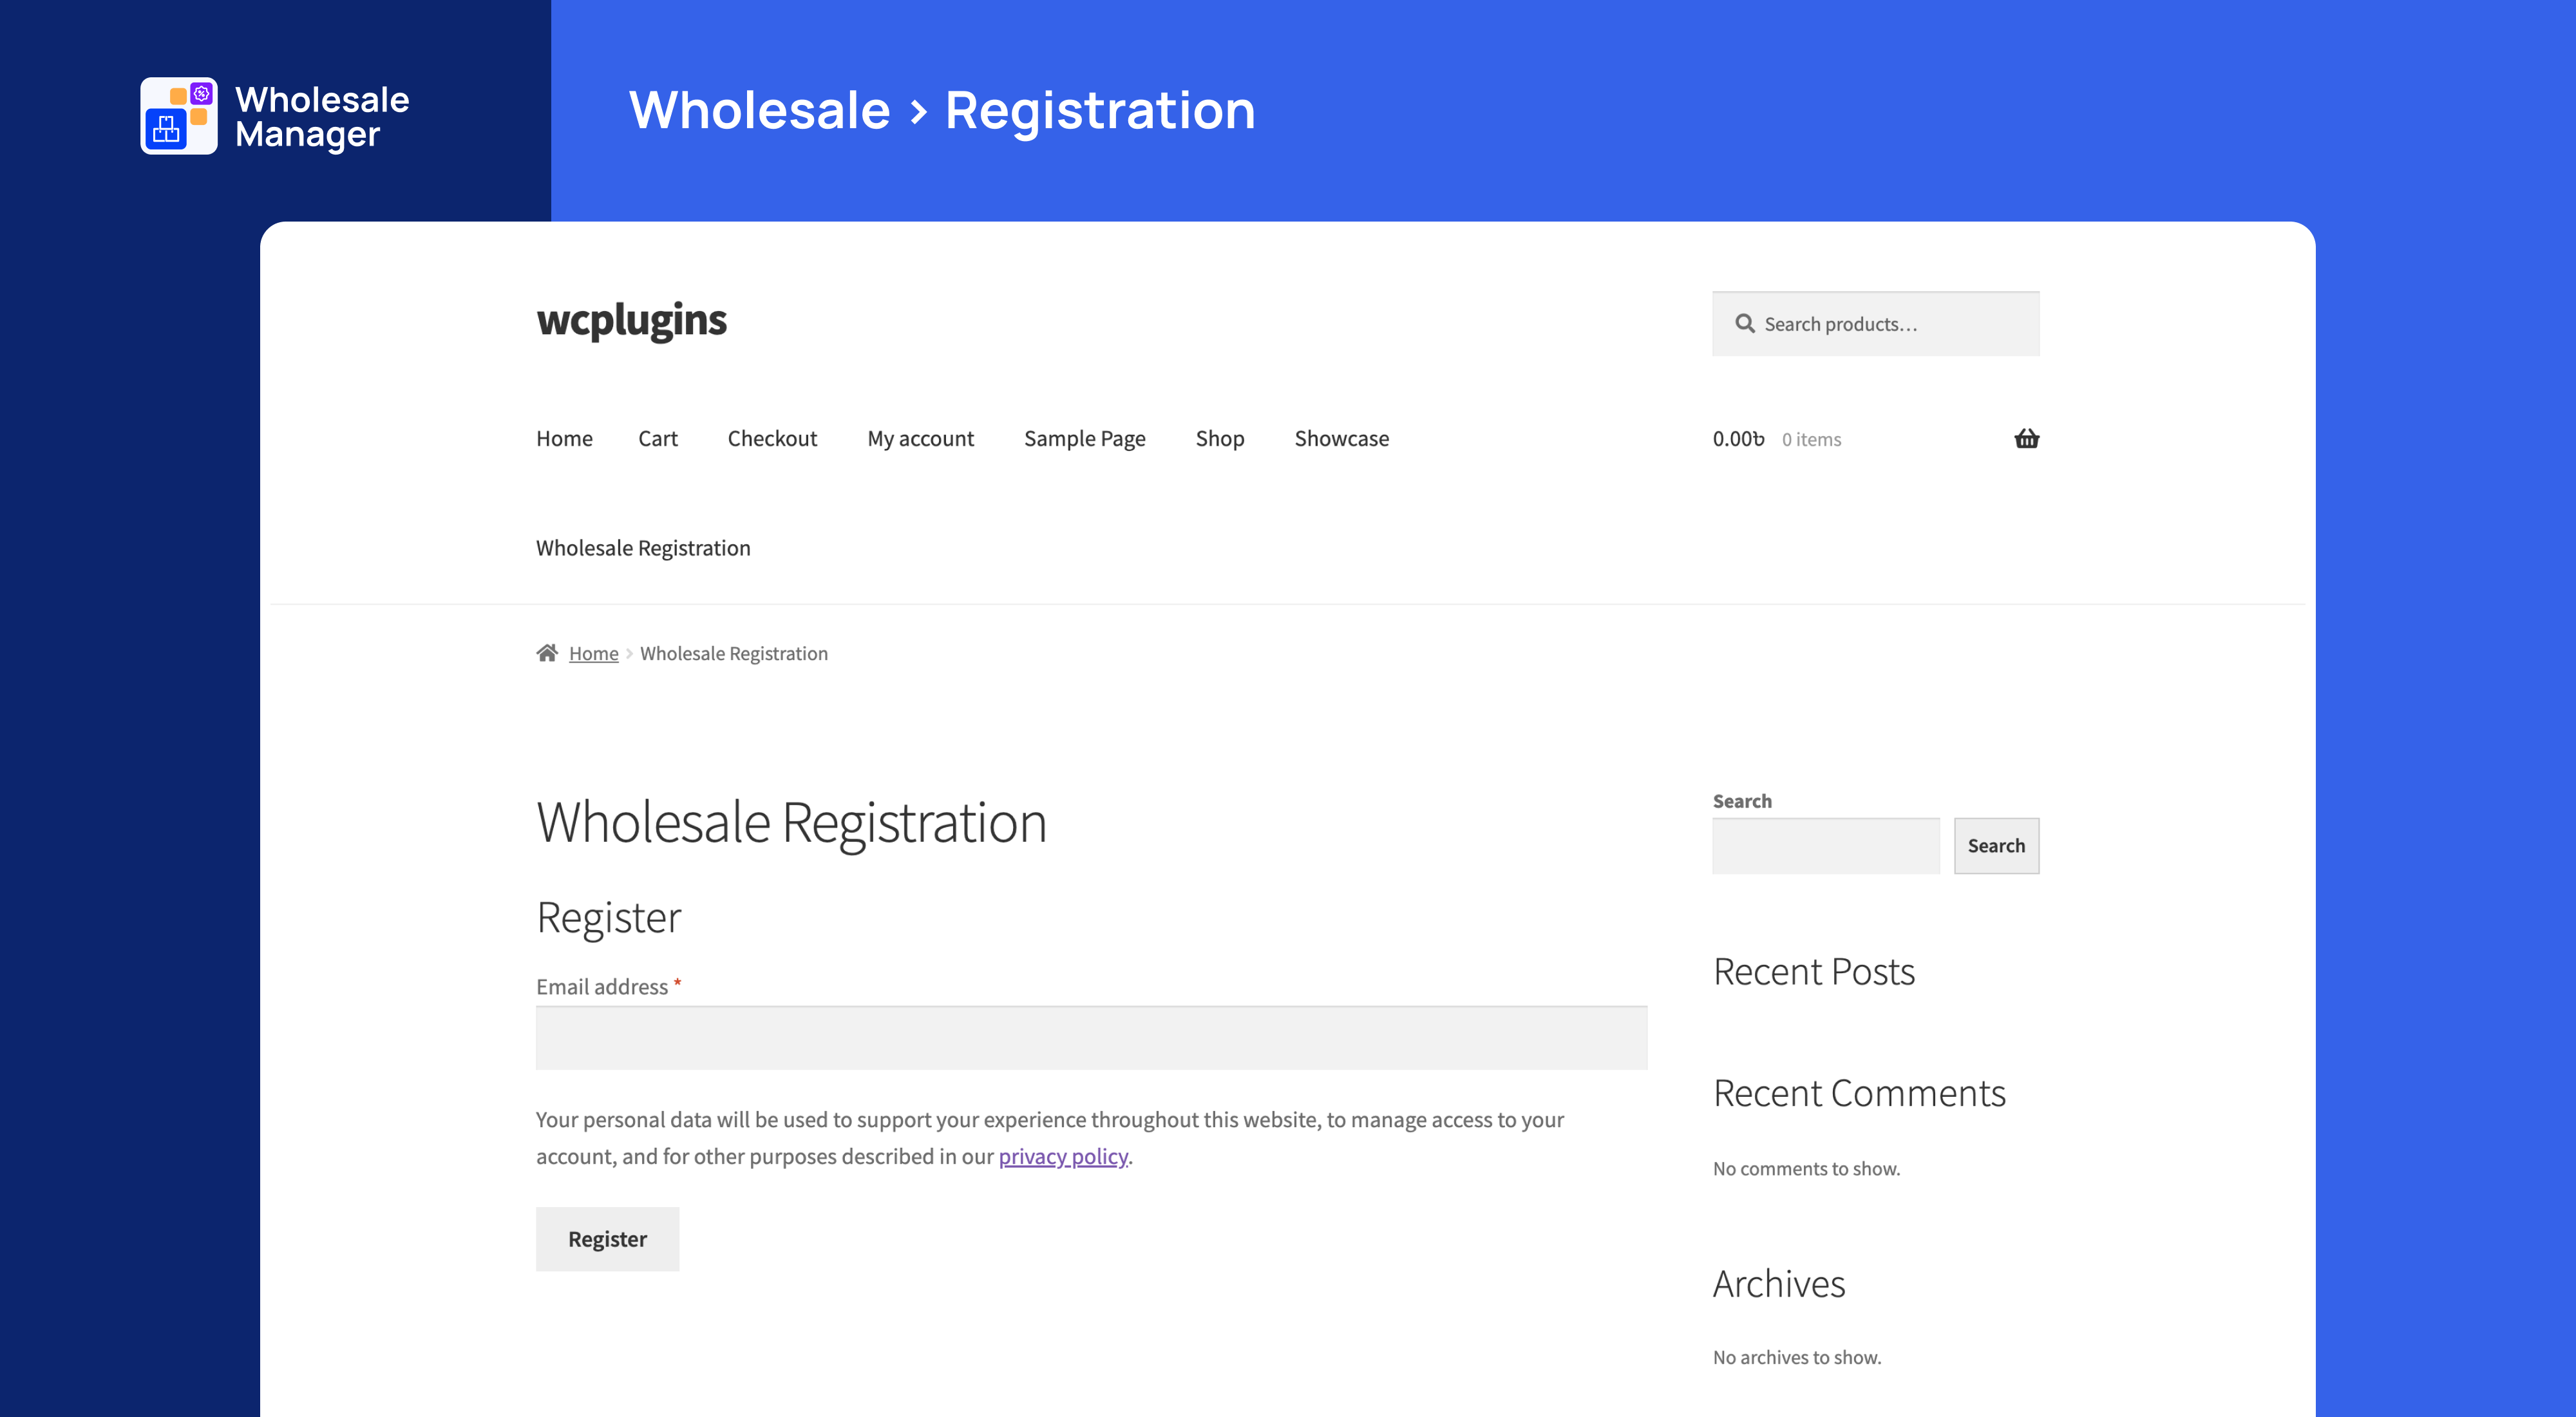 Wholesale
Manager
Wholesale > Registration
wcplugins
Search products...
Home Cart Checkout My account Sample Page Shop Showcase
0.00৳ 0 items
Wholesale Registration
Home > Wholesale Registration
Wholesale Registration
Register
Email address *
Your personal data will be used to support your experience throughout this website, to manage access to your
account, and for other purposes described in our privacy policy.
Register
Search
Search
Recent Posts
Recent Comments
No comments to show.
Archives
No archives to show.